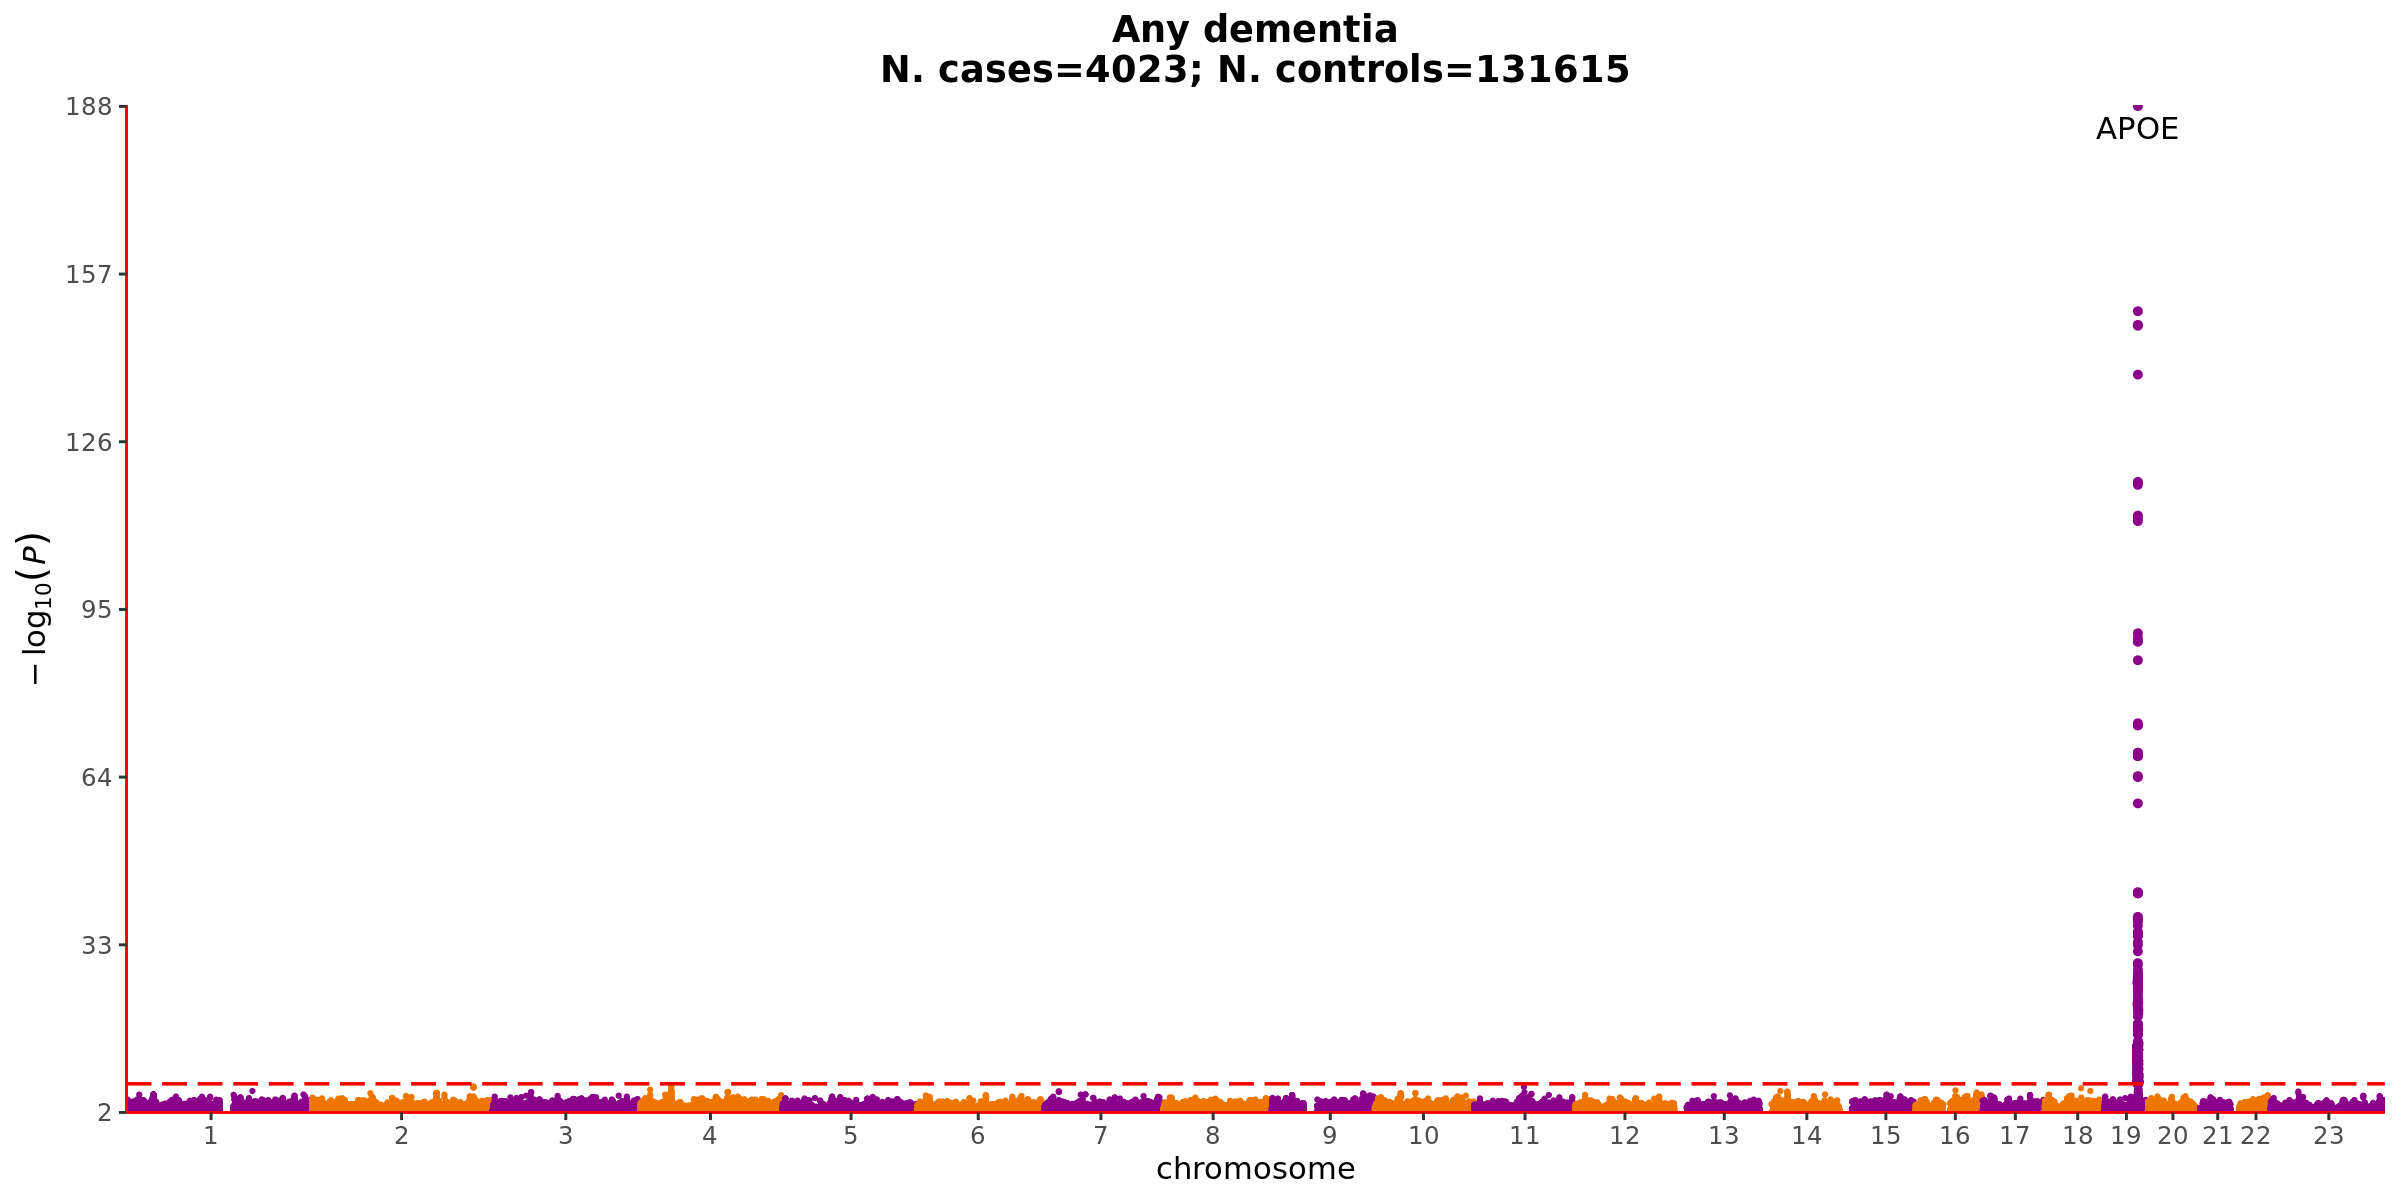 Any dementia
N. cases=4023; N. controls=131615
188
APOE
157
126
95
64
33
2
−log10(P)
1 2 3 4 5 6 7 8 9 10 11 12 13 14 15 16 17 18 19 20 21 22 23
chromosome